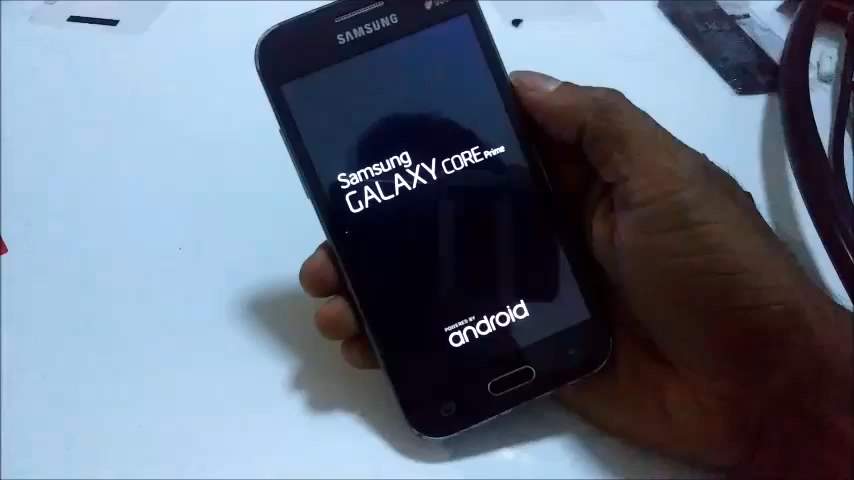 SAMSUNG
Samsung
GALAXY CORE Prime
POWERED BY
android